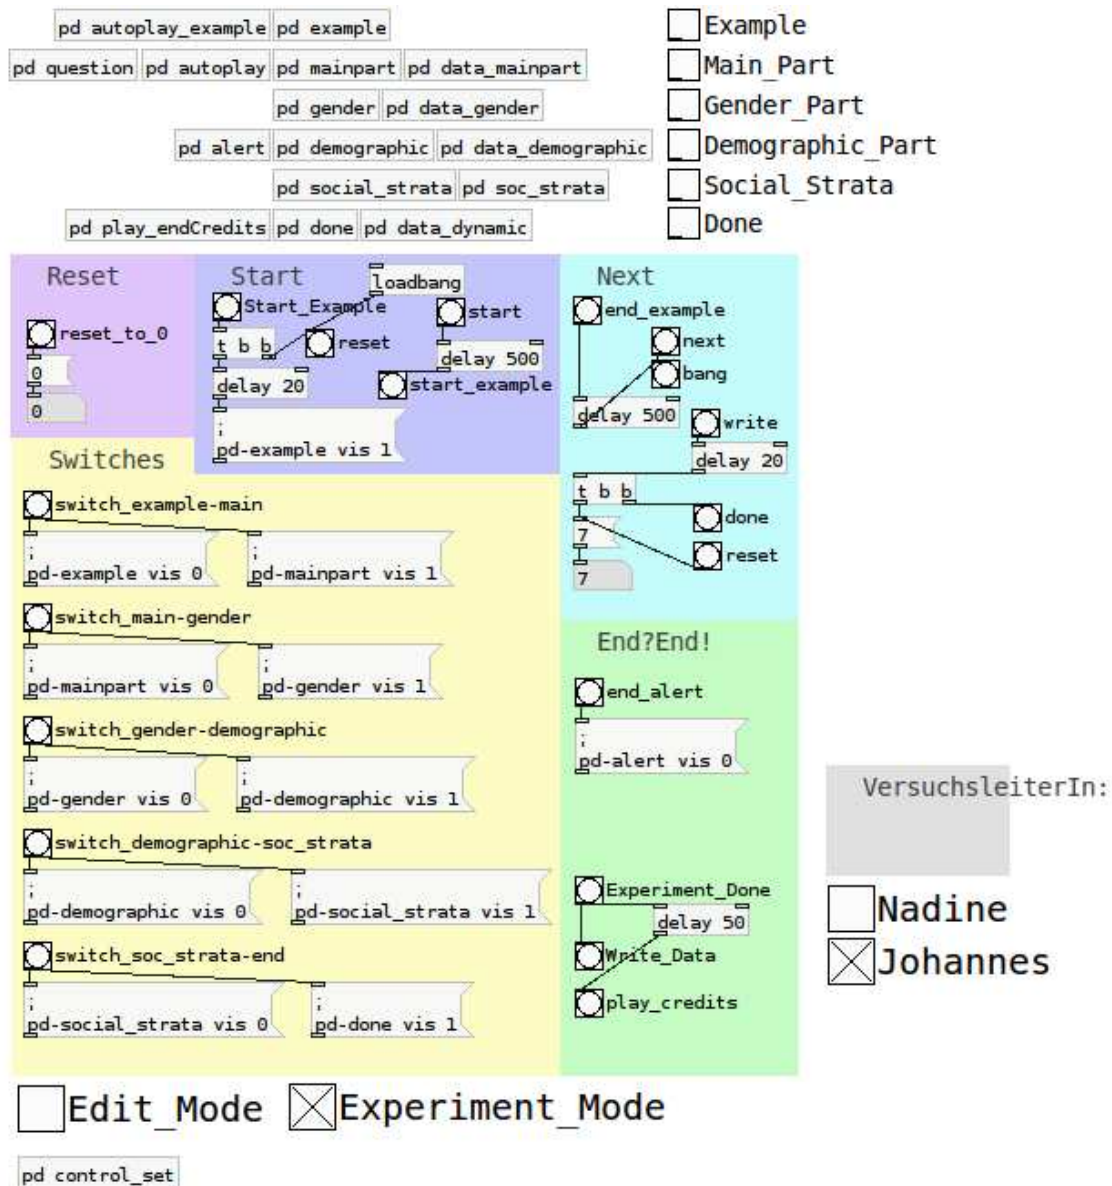 pd autoplay_example pd example Example
pd question pd autoplay pd mainpart pd data_mainpart Main_Part
pd gender pd data_gender Gender_Part
pd alert pd demographic pd data_demographic Demographic_Part
pd social_strata pd soc_strata Social_Strata
pd play_endCredits pd done pd data_dynamic Done
Reset
reset_to_0
0
0
Start
loadbang
Start_Example
start
t b b
reset
delay 500
delay 20
start_example
;
pd-example vis 1
Next
end_example
next
bang
delay 500
write
delay 20
t b b
done
7
reset
7
Switches
switch_example-main
; ;
pd-example vis 0 pd-mainpart vis 1
switch_main-gender
; ;
pd-mainpart vis 0 pd-gender vis 1
switch_gender-demographic
; ;
pd-gender vis 0 pd-demographic vis 1
switch_demographic-soc_strata
; ;
pd-demographic vis 0 pd-social_strata vis 1
switch_soc_strata-end
; ;
pd-social_strata vis 0 pd-done vis 1
End?End!
end_alert
;
pd-alert vis 0
Experiment_Done
delay 50
Write_Data
play_credits
VersuchsleiterIn:
Nadine
Johannes
Edit_Mode Experiment_Mode
pd control_set